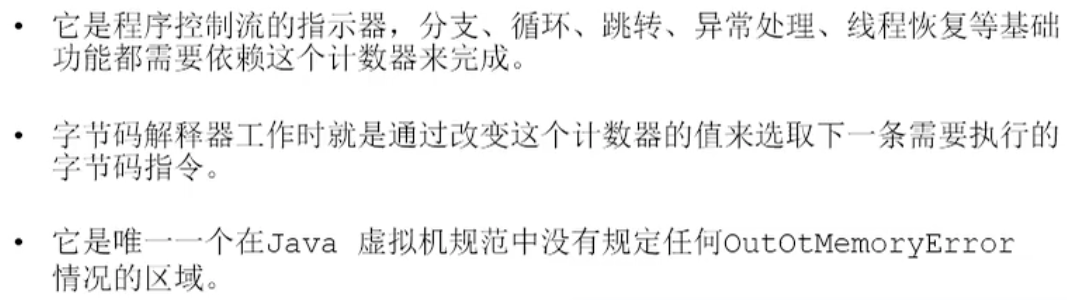 • 它是程序控制流的指示器，分支、循环、跳转、异常处理、线程恢复等基础
功能都需要依赖这个计数器来完成。
• 字节码解释器工作时就是通过改变这个计数器的值来选取下一条需要执行的
字节码指令。
• 它是唯一一个在Java 虚拟机规范中没有规定任何OutOtMemoryError
情况的区域。